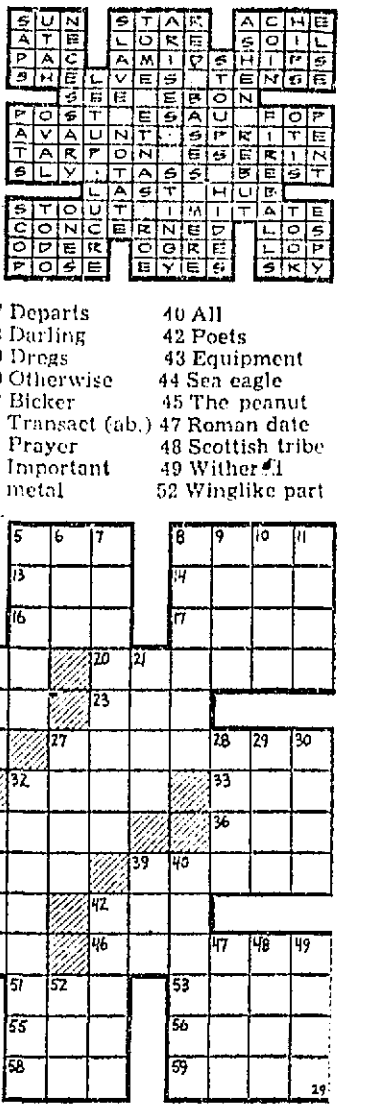 S U N S T A R A C H E
A T E L O R E S O I L
P A C A M I D S H I P S
S H E L V E S T E N S E
S E E E B O N
P O S T E S A U F O P
A V A U N T S P R I T E
T A R P O N E S E R I N
S L Y T A S S B E S T
L A S T H U B
S T O U T I M I T A T E
C O N C E R N E D L O S
O D E R O G R E L O P
P O S E E Y E S S K Y
Departs
Darling
Dregs
Otherwise
Bicker
Transact (ab.)
Prayer
Important
metal
40 All
42 Poets
43 Equipment
44 Sea eagle
45 The peanut
47 Roman date
48 Scottish tribe
49 Wither
52 Winglike part
5 6 7 8 9 10 11
13 14
16 17
20 21
23
27 28 29 30
32 33
36
39 40
42
46 47 48 49
51 52 53
55 56
58 59
29